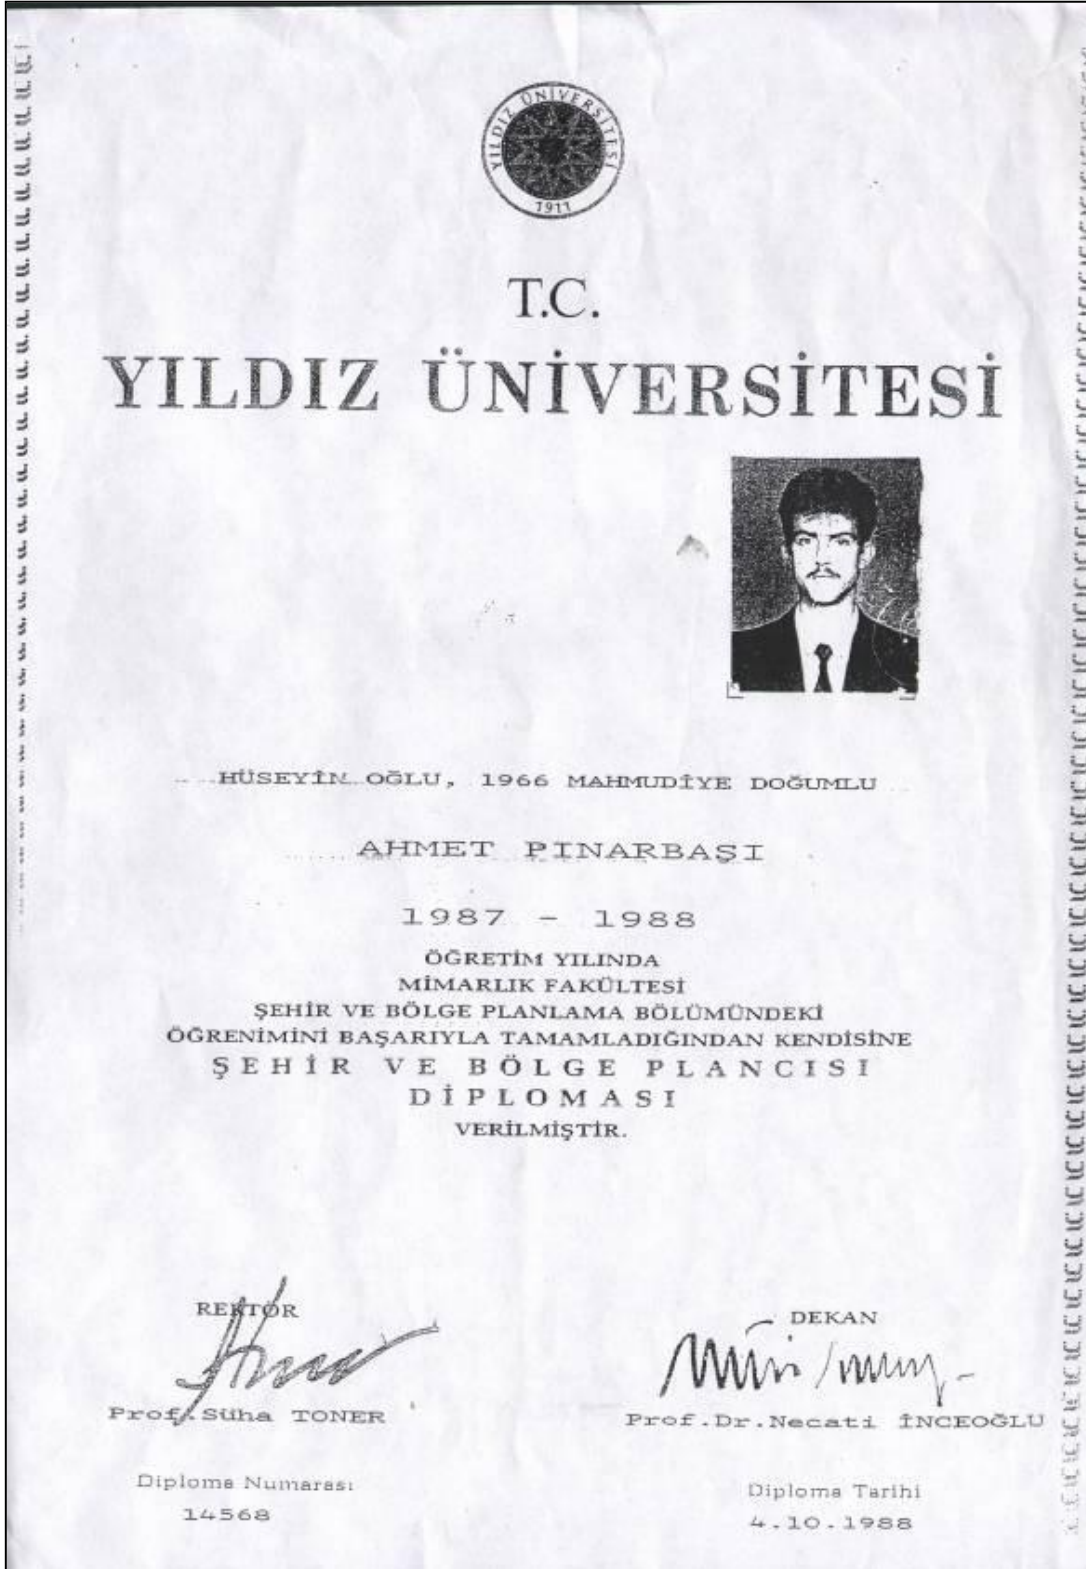 YILDIZ ÜNİVERSİTESİ
1911
T.C.
YILDIZ ÜNİVERSİTESİ
HÜSEYİN OĞLU, 1966 MAHMUDİYE DOĞUMLU
AHMET PINARBAŞI
1987 - 1988
ÖĞRETİM YILINDA
MİMARLIK FAKÜLTESİ
ŞEHİR VE BÖLGE PLANLAMA BÖLÜMÜNDEKİ
ÖĞRENİMİNİ BAŞARIYLA TAMAMLADIĞINDAN KENDİSİNE
ŞEHİR VE BÖLGE PLANCISI
DİPLOMASI
VERİLMİŞTİR.
REKTÖR
Prof.Süha TONER
Diploma Numarası
14568
DEKAN
Prof.Dr.Necati İNCEOĞLU
Diploma Tarihi
4.10.1988